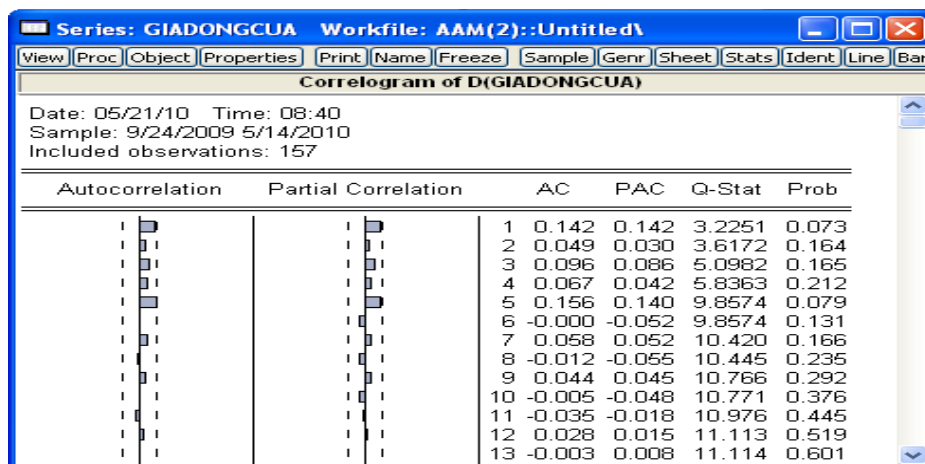 Series: GIADONGCUA Workfile: AAM(2)::Untitled\
View Proc Object Properties Print Name Freeze Sample Genr Sheet Stats Ident Line Bar
Correlogram of D(GIADONGCUA)
Date: 05/21/10 Time: 08:40
Sample: 9/24/2009 5/14/2010
Included observations: 157
Autocorrelation Partial Correlation AC PAC Q-Stat Prob
1 0.142 0.142 3.2251 0.073
2 0.049 0.030 3.6172 0.164
3 0.096 0.086 5.0982 0.165
4 0.067 0.042 5.8363 0.212
5 0.156 0.140 9.8574 0.079
6 -0.000 -0.052 9.8574 0.131
7 0.058 0.052 10.420 0.166
8 -0.012 -0.055 10.445 0.235
9 0.044 0.045 10.766 0.292
10 -0.005 -0.048 10.771 0.376
11 -0.035 -0.018 10.976 0.445
12 0.028 0.015 11.113 0.519
13 -0.003 0.008 11.114 0.601